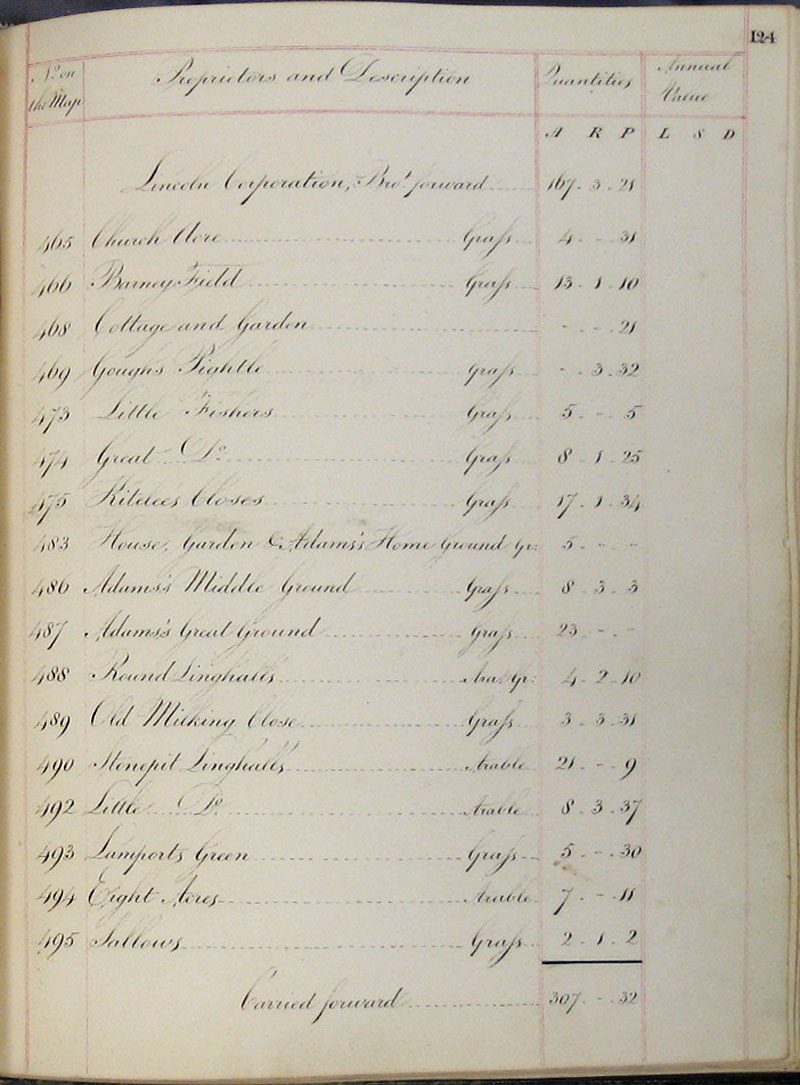 124
No. on the Map Proprietors and Description Quantities Annual Value
A R P L S D
Lincoln Corporation, Bro.t forward 167 - 3 - 21
465 Church Acre Grass 4 - - 31
466 Barney Field Grass 13 - 1 - 10
468 Cottage and Garden - - - 21
469 Gough's Pightle Grass - - 3 - 32
473 Little Fishers Grass 5 - - - 5
474 Great Do. Grass 8 - 1 - 25
475 Closes Grass 17 - 1 - 34
483 House, Garden & Adams's Home Ground Gr: 5 - - -
486 Adams's Middle Ground Grass 8 - 3 - 3
487 Adams's Great Ground Grass 23 - - -
488 Round Linghalls Ara: Gr: 4 - 2 - 10
489 Old Milking Close Grass 3 - 3 - 31
490 Stonepit Linghalls Arable 21 - - 9
492 Little Do. Arable 8 - 3 - 37
493 Lamports Green Grass 5 - - 30
494 Eight Acres Arable 7 - - 11
495 Sallows Grass 2 - 1 - 2
Carried forward 307 - - 32